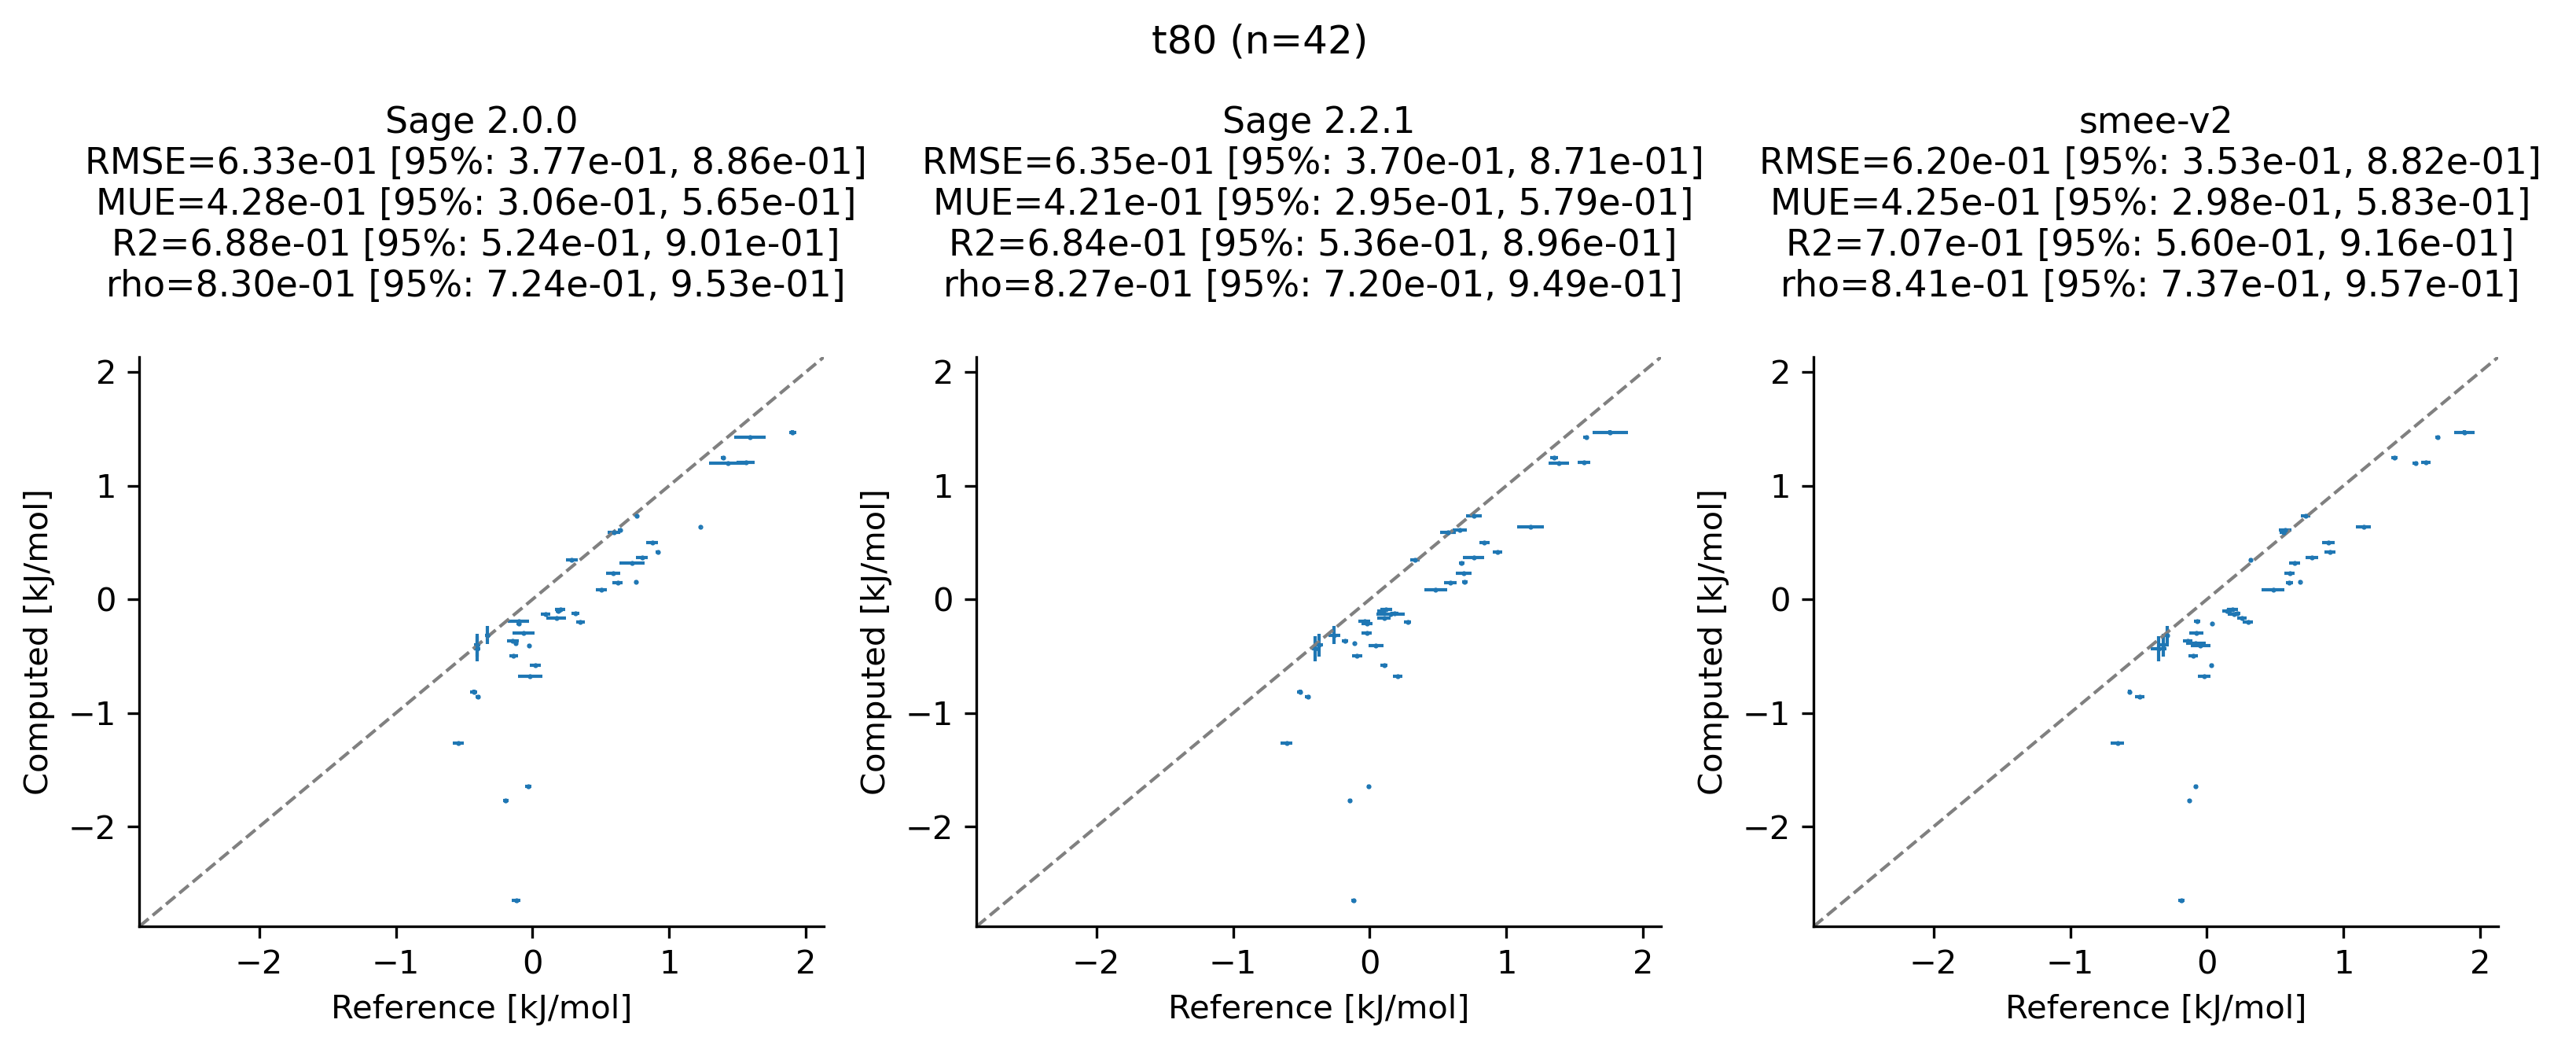 t80 (n=42)
Sage 2.0.0
RMSE=6.33e-01 [95%: 3.77e-01, 8.86e-01]
MUE=4.28e-01 [95%: 3.06e-01, 5.65e-01]
R2=6.88e-01 [95%: 5.24e-01, 9.01e-01]
rho=8.30e-01 [95%: 7.24e-01, 9.53e-01]
2
1
0
−1
−2
Computed [kJ/mol]
−2 −1 0 1 2
Reference [kJ/mol]
Sage 2.2.1
RMSE=6.35e-01 [95%: 3.70e-01, 8.71e-01]
MUE=4.21e-01 [95%: 2.95e-01, 5.79e-01]
R2=6.84e-01 [95%: 5.36e-01, 8.96e-01]
rho=8.27e-01 [95%: 7.20e-01, 9.49e-01]
2
1
0
−1
−2
Computed [kJ/mol]
−2 −1 0 1 2
Reference [kJ/mol]
smee-v2
RMSE=6.20e-01 [95%: 3.53e-01, 8.82e-01]
MUE=4.25e-01 [95%: 2.98e-01, 5.83e-01]
R2=7.07e-01 [95%: 5.60e-01, 9.16e-01]
rho=8.41e-01 [95%: 7.37e-01, 9.57e-01]
2
1
0
−1
−2
Computed [kJ/mol]
−2 −1 0 1 2
Reference [kJ/mol]